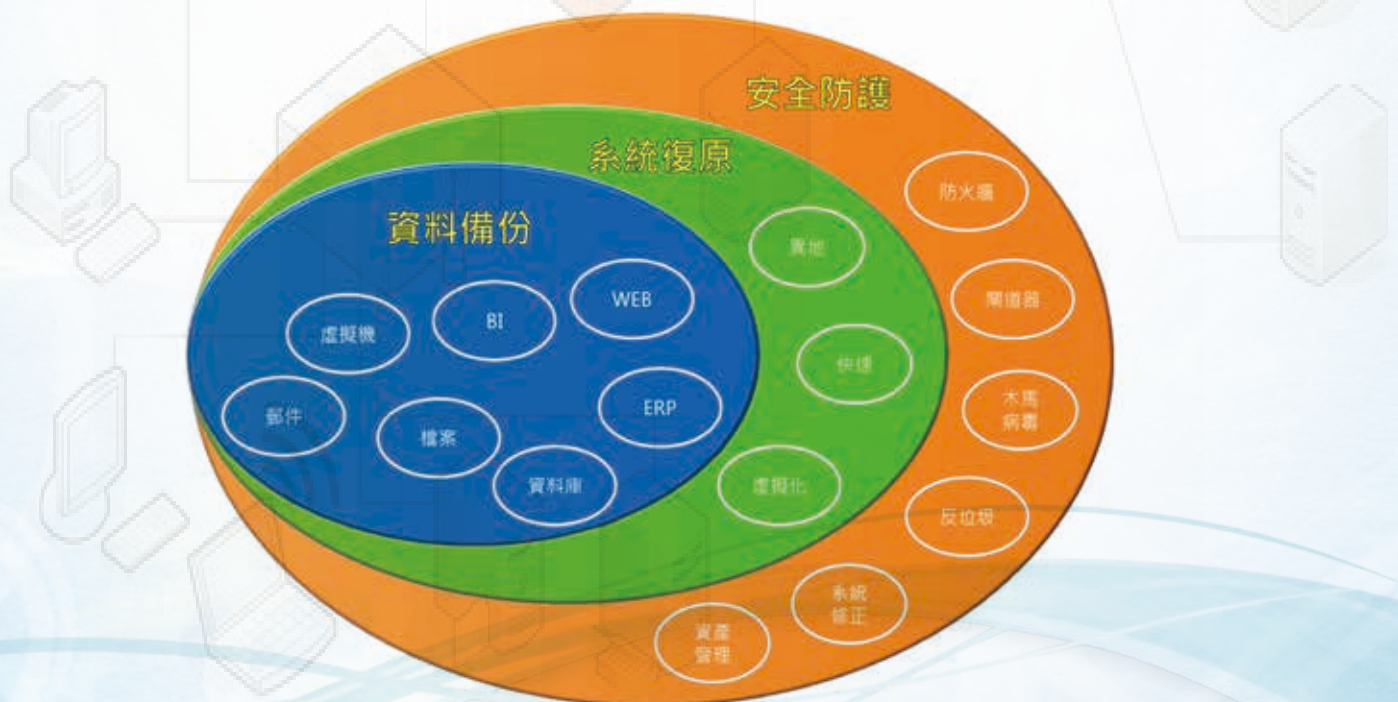 安全防護
系統復原
資料備份
防火牆
異地
閘道器
WEB
BI
虛擬機
快速
木馬
病毒
ERP
郵件
檔案
資料庫
虛擬化
反垃圾
系統
修正
資產
管理